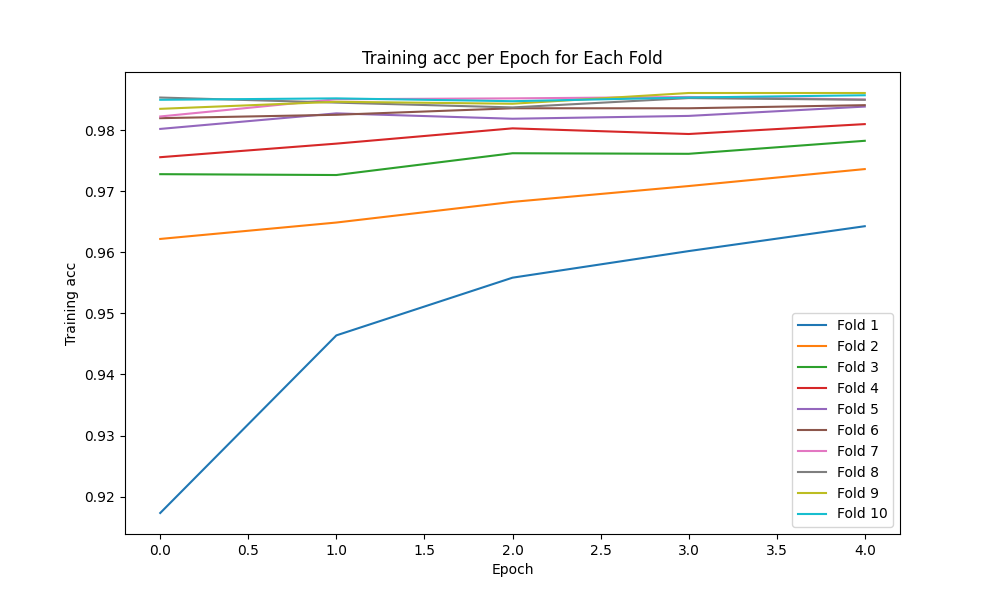 Training acc per Epoch for Each Fold
Training acc
0.98
0.97
0.96
0.95
0.94
0.93
0.92
0.0 0.5 1.0 1.5 2.0 2.5 3.0 3.5 4.0
Epoch
Fold 1
Fold 2
Fold 3
Fold 4
Fold 5
Fold 6
Fold 7
Fold 8
Fold 9
Fold 10